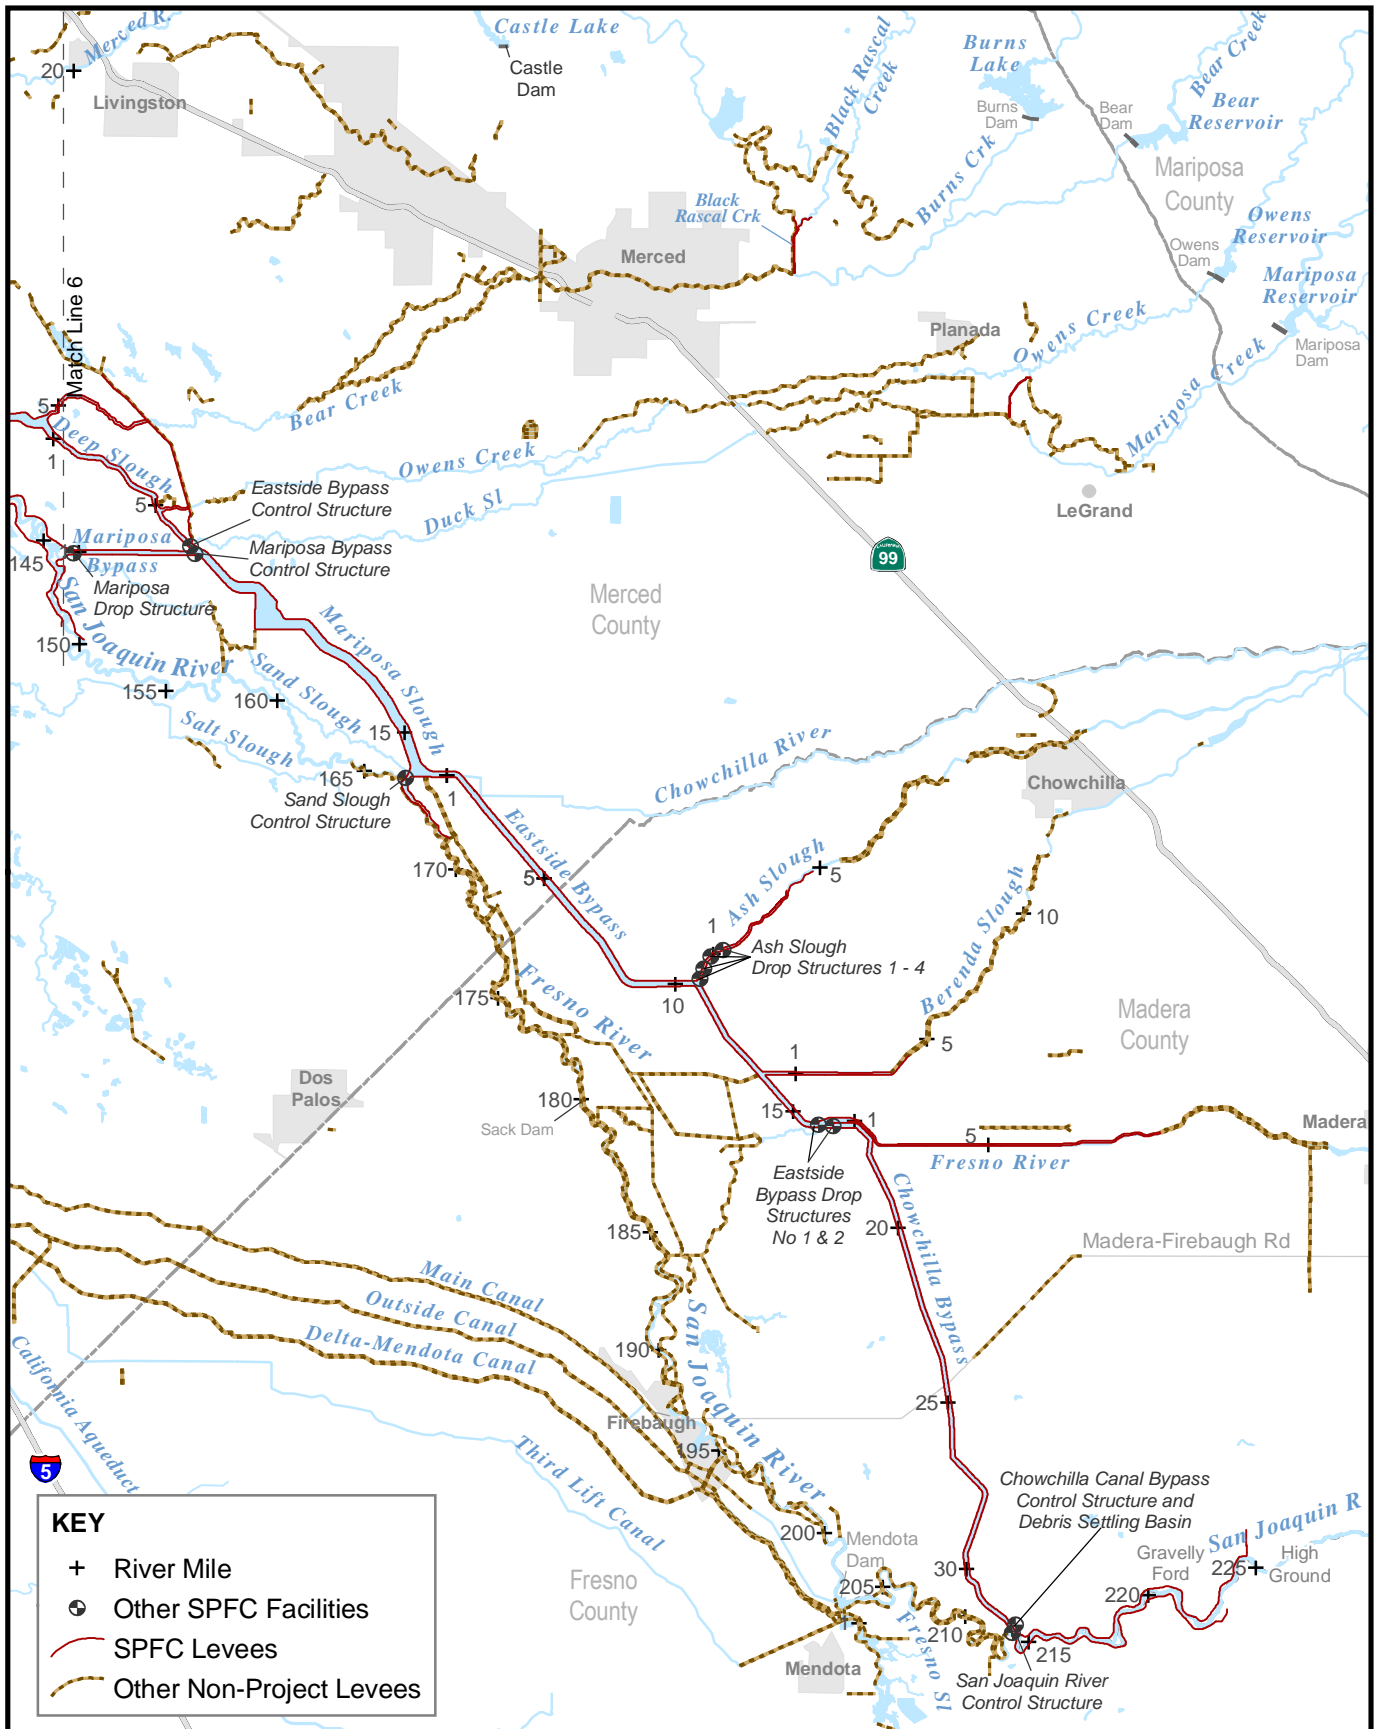 Merced R.
20
Livingston
Castle Lake
Castle
Dam
Black Rascal
Creek
Burns
Lake
Burns
Dam
Bear Creek
Bear
Dam
Bear
Reservoir
Mariposa
County
Burns Crk
Black
Rascal Crk
Merced
Owens
Reservoir
Owens
Dam
Mariposa
Reservoir
Mariposa
Dam
Planada
Owens Creek
Mariposa Creek
Match Line 6
5
1
Deep Slough
5
Bear Creek
Owens Creek
Duck Sl
LeGrand
Eastside Bypass
Control Structure
Mariposa
Bypass
Mariposa Bypass
Control Structure
145
Mariposa
Drop Structure
San Joaquin River
150
155
160
Sand Slough
Salt Slough
Mariposa Slough
15
165
1
Sand Slough
Control Structure
Merced
County
99
Chowchilla River
Chowchilla
170
5
Eastside Bypass
Ash Slough
5
1
Ash Slough
Drop Structures 1 - 4
10
Berenda Slough
10
5
1
Madera
County
175
Fresno River
Dos
Palos
180
Sack Dam
15
1
5
Fresno River
Madera
Eastside
Bypass Drop
Structures
No 1 & 2
Chowchilla Bypass
20
185
Madera-Firebaugh Rd
Main Canal
Outside Canal
Delta-Mendota Canal
California Aqueduct
190
San Joaquin River
Firebaugh
195
25
Third Lift Canal
5
200
Mendota
Dam
205
Fresno Sl
210
Chowchilla Canal Bypass
Control Structure and
Debris Settling Basin
30
215
San Joaquin River
Control Structure
Gravelly
Ford
220
San Joaquin R
225
High
Ground
Fresno
County
Mendota
KEY
River Mile
Other SPFC Facilities
SPFC Levees
Other Non-Project Levees